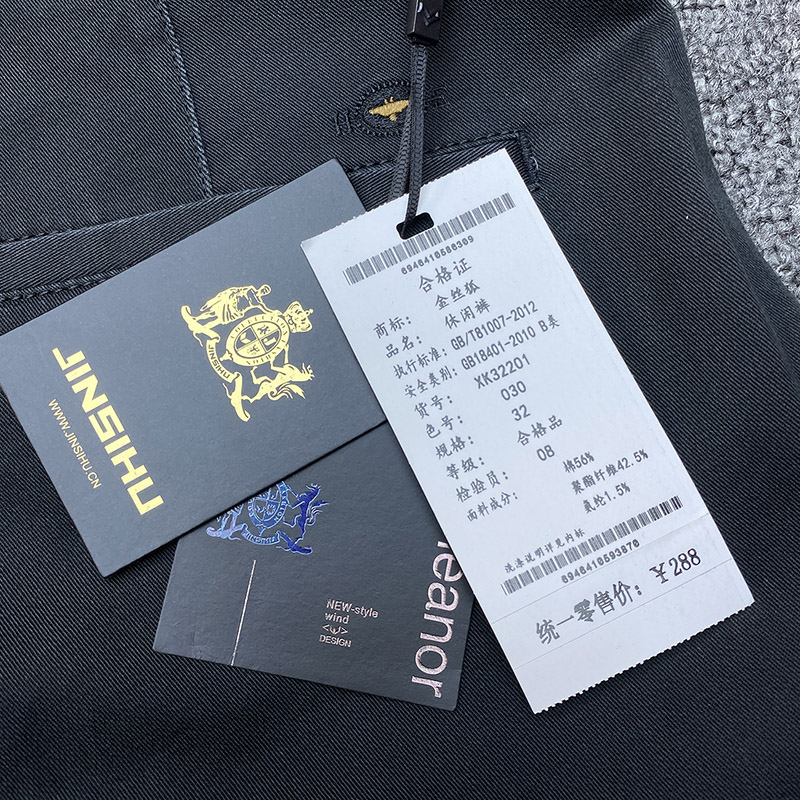 JINSIHU
WWW.JINSIHU.CN
JINSIHU
6946410586309
合格证
商标: 金丝狐
品名: 休闲裤
执行标准: GB/T81007-2012
安全类别: GB18401-2010 B类
货号: XK32201
色号: 030
规格: 32
等级: 合格品
检验员: 08
面料成分: 棉56%
聚酯纤维42.5%
氨纶1.5%
洗涤说明详见内标
6946410593870
统一零售价: ¥288
NEW-style
wind
DESIGN
leanor